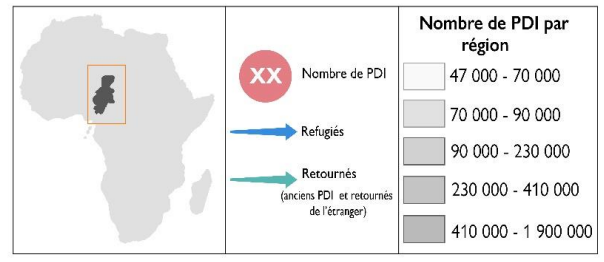 XX
Nombre de PDI
Refugiés
Retournés
(anciens PDI et retournés
de l'étranger)
Nombre de PDI par
région
47 000 - 70 000
70 000 - 90 000
90 000 - 230 000
230 000 - 410 000
410 000 - 1 900 000